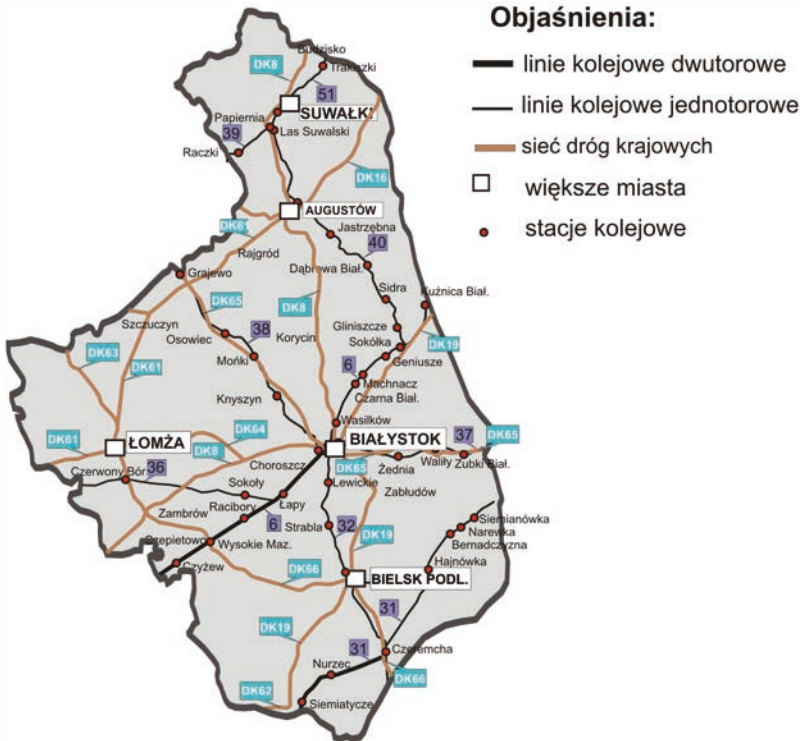 Objaśnienia:
linie kolejowe dwutorowe
linie kolejowe jednotorowe
sieć dróg krajowych
większe miasta
stacje kolejowe
Budzisko
DK8
Trakiszki
51
SUWAŁKI
Papiernia
39
Las Suwalski
Raczki
DK16
AUGUSTÓW
DK61
Jastrzębna
40
Rajgród
Dąbrowa Biał.
Grajewo
Sidra
Kuźnica Biał.
DK65
DK8
Szczuczyn
38
Gliniszcze
Osowiec
Korycin
Sokółka
DK19
DK63
Mońki
6
Geniusze
DK61
Machnacz
Czarna Biał.
Knyszyn
Wasilków
DK64
ŁOMŻA
BIAŁYSTOK
37
DK65
DK61
DK8
Choroszcz
DK65
Żednia
Waliły
Zubki Biał.
Czerwony Bór
36
Sokoły
Lewickie
Zabłudów
Łapy
Zambrów
Racibory
6
Strabla
32
DK19
Siemianówka
Narewka
Bernadczyzna
Szepietowo
Wysokie Maz.
Hajnówka
Czyżew
DK66
BIELSK PODL.
31
DK19
31
Czeremcha
Nurzec
DK66
DK62
Siemiatycze